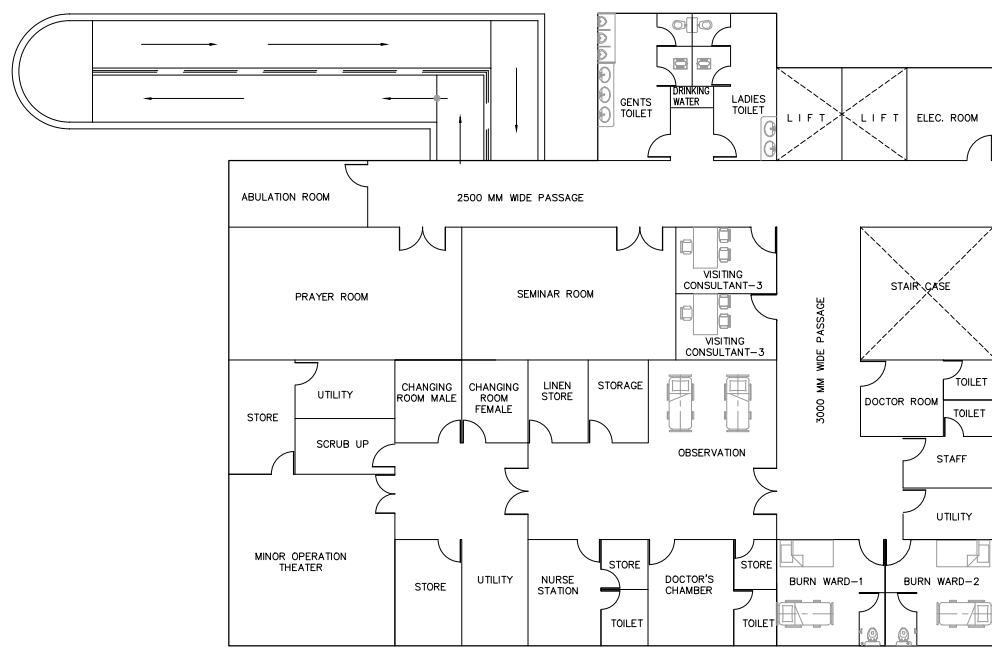 GENTS
TOILET
DRINKING
WATER
LADIES
TOILET
LIFT
LIFT
ELEC. ROOM
ABULATION ROOM
2500 MM WIDE PASSAGE
PRAYER ROOM
SEMINAR ROOM
VISITING
CONSULTANT-3
VISITING
CONSULTANT-3
3000 MM WIDE PASSAGE
STAIR CASE
STORE
UTILITY
SCRUB UP
CHANGING
ROOM MALE
CHANGING
ROOM
FEMALE
LINEN
STORE
STORAGE
OBSERVATION
DOCTOR ROOM
TOILET
TOILET
STAFF
UTILITY
MINOR OPERATION
THEATER
STORE
UTILITY
NURSE
STATION
STORE
TOILET
DOCTOR'S
CHAMBER
STORE
TOILET
BURN WARD-1
BURN WARD-2